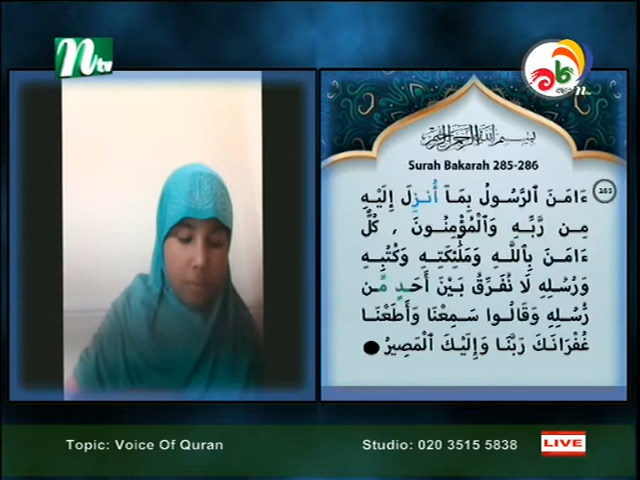 ntv
بِسْمِ اللَّهِ الرَّحْمَٰنِ الرَّحِيمِ
Surah Bakarah 285-286
285
ءَامَنَ ٱلرَّسُولُ بِمَآ أُنزِلَ إِلَيْهِ
مِن رَّبِّهِ وَٱلْمُؤْمِنُونَ ، كُلٌّ
ءَامَنَ بِٱللَّهِ وَمَلَٰٓئِكَتِهِ وَكُتُبِهِ
وَرُسُلِهِ لَا نُفَرِّقُ بَيْنَ أَحَدٍ مِّن
رُّسُلِهِ وَقَالُوا سَمِعْنَا وَأَطَعْنَا
غُفْرَانَكَ رَبَّنَا وَإِلَيْكَ ٱلْمَصِيرُ
Topic: Voice Of Quran
Studio: 020 3515 5838
LIVE